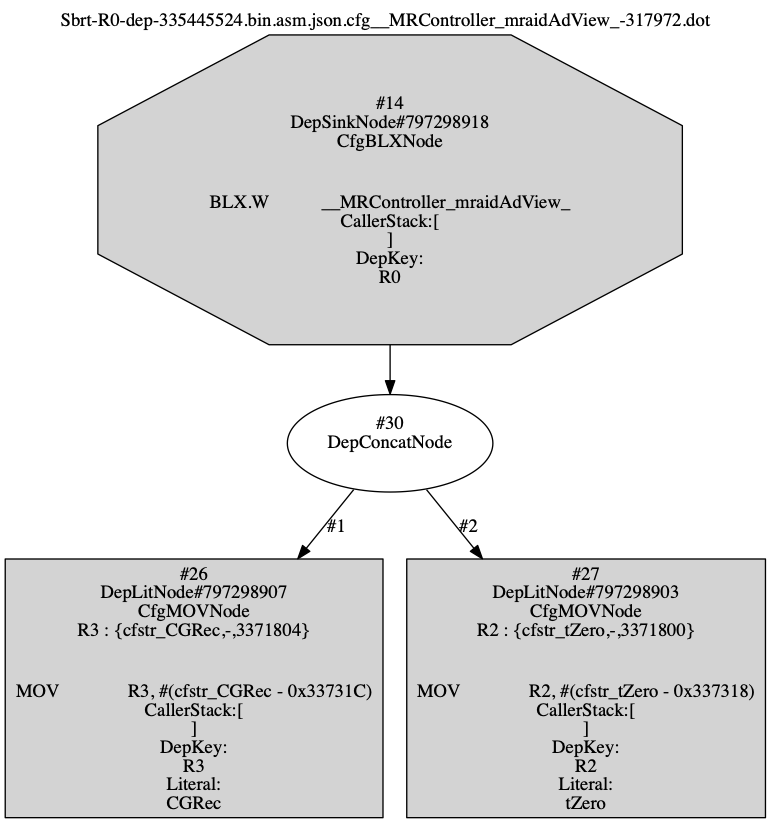 Sbrt-R0-dep-335445524.bin.asm.json.cfg__MRController_mraidAdView_-317972.dot
#14
DepSinkNode#797298918
CfgBLXNode
BLX.W __MRController_mraidAdView_
CallerStack:[
]
DepKey:
R0
#30
DepConcatNode
#1
#2
#26
DepLitNode#797298907
CfgMOVNode
R3 : {cfstr_CGRec,-,3371804}
MOV R3, #(cfstr_CGRec - 0x33731C)
CallerStack:[
]
DepKey:
R3
Literal:
CGRec
#27
DepLitNode#797298903
CfgMOVNode
R2 : {cfstr_tZero,-,3371800}
MOV R2, #(cfstr_tZero - 0x337318)
CallerStack:[
]
DepKey:
R2
Literal:
tZero